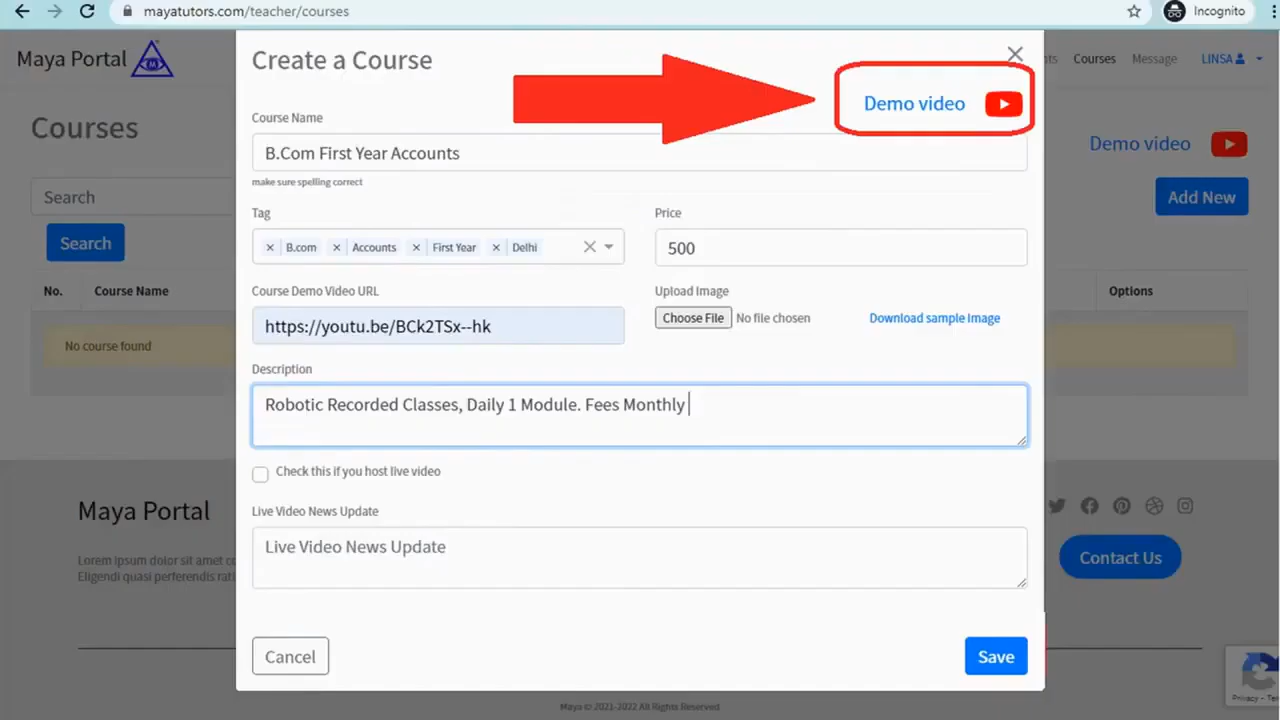 mayatutors.com/teacher/courses
Incognito
Maya Portal
Courses Message LINSA
Create a Course
Demo video
Courses
Course Name
B.Com First Year Accounts
make sure spelling correct
Demo video
Search
Add New
Tag Price
B.com Accounts First Year Delhi
500
Search
No. Course Name
Options
Course Demo Video URL Upload Image
https://youtu.be/BCk2TSx--hk
Choose File No file chosen Download sample Image
No course found
Description
Robotic Recorded Classes, Daily 1 Module. Fees Monthly
Check this if you host live video
Maya Portal
Live Video News Update
Live Video News Update
Lorem ipsum dolor sit amet
Eligendi quasi perferendis
Contact Us
Cancel
Save
Maya © 2021-2022 All Rights Reserved